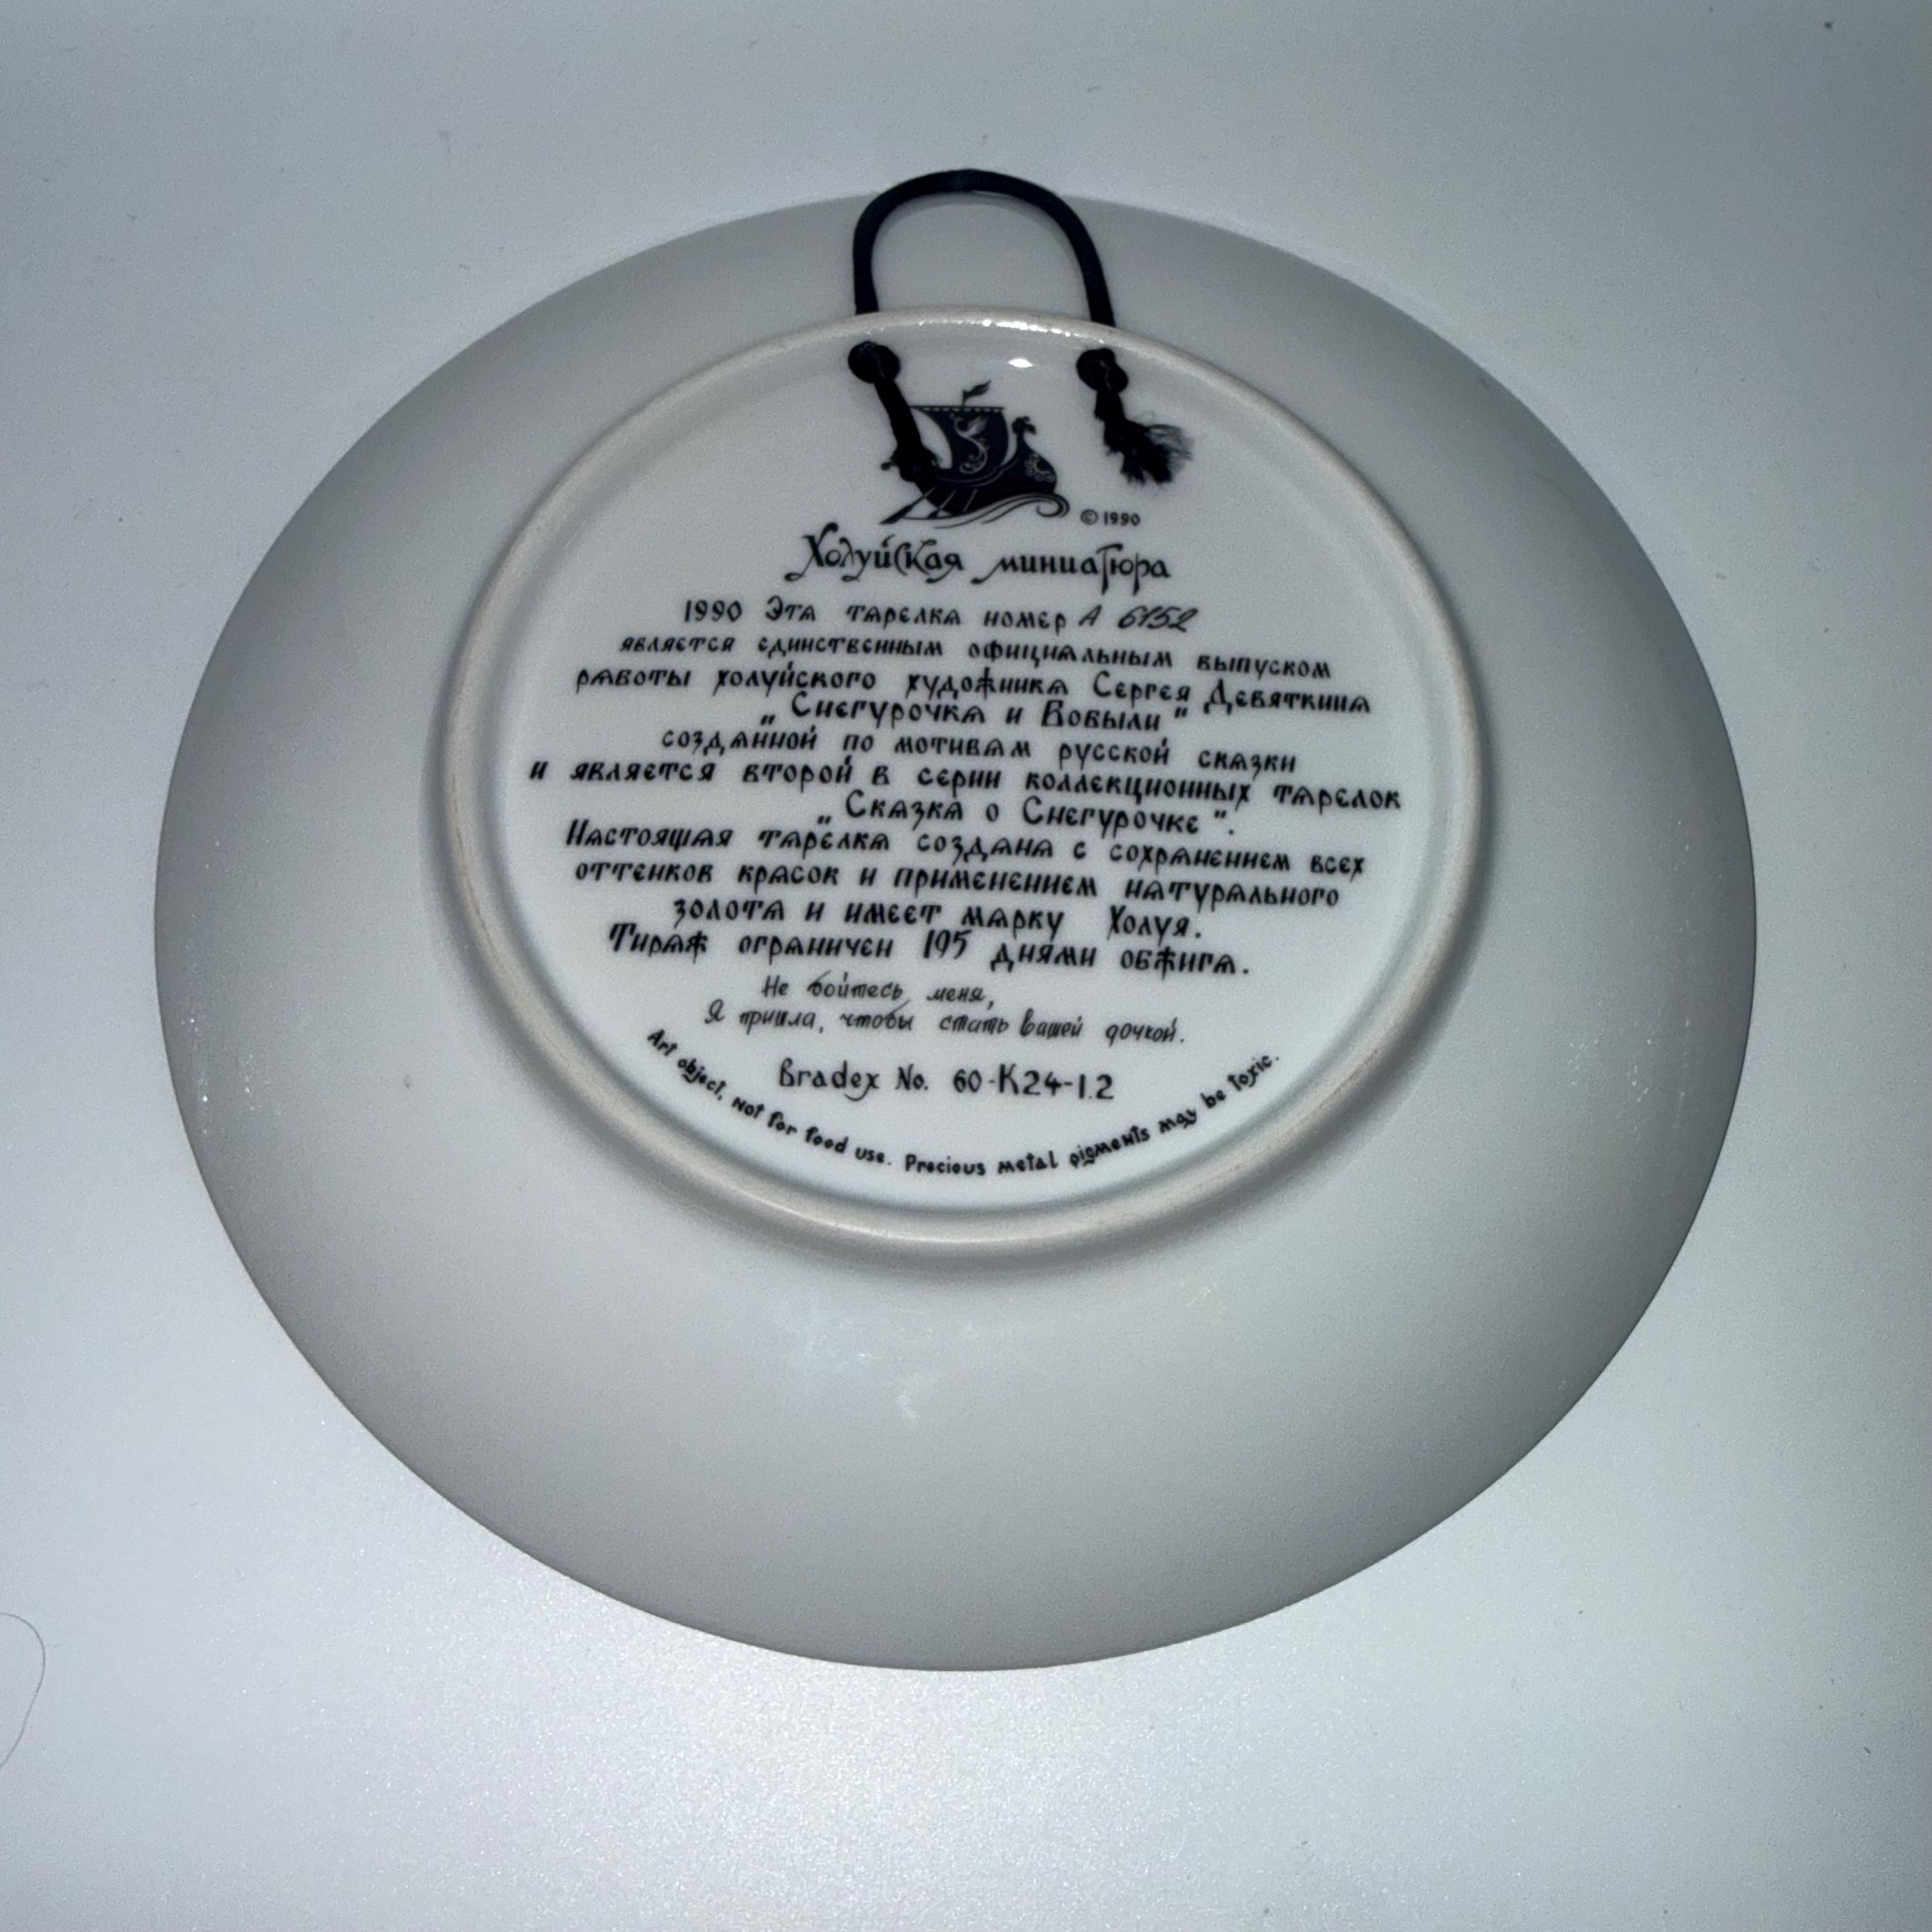 ©1990
Холуйская миниатюра
1990 Эта тарелка номер А 6152
является единственным официальным выпуском
работы холуйского художника Сергея Девяткина
„Снегурочка и Бобыли"
созданной по мотивам русской сказки
и является второй в серии коллекционных тарелок
„Сказка о Снегурочке".
Настоящая тарелка создана с сохранением всех
оттенков красок и применением натурального
золота и имеет марку Холуя.
Тираж ограничен 195 днями обжига.
Не бойтесь меня,
Я пришла, чтобы стать вашей дочкой.
Bradex No. 60-K24-1.2
Art object, not for food use. Precious metal pigments may be toxic.